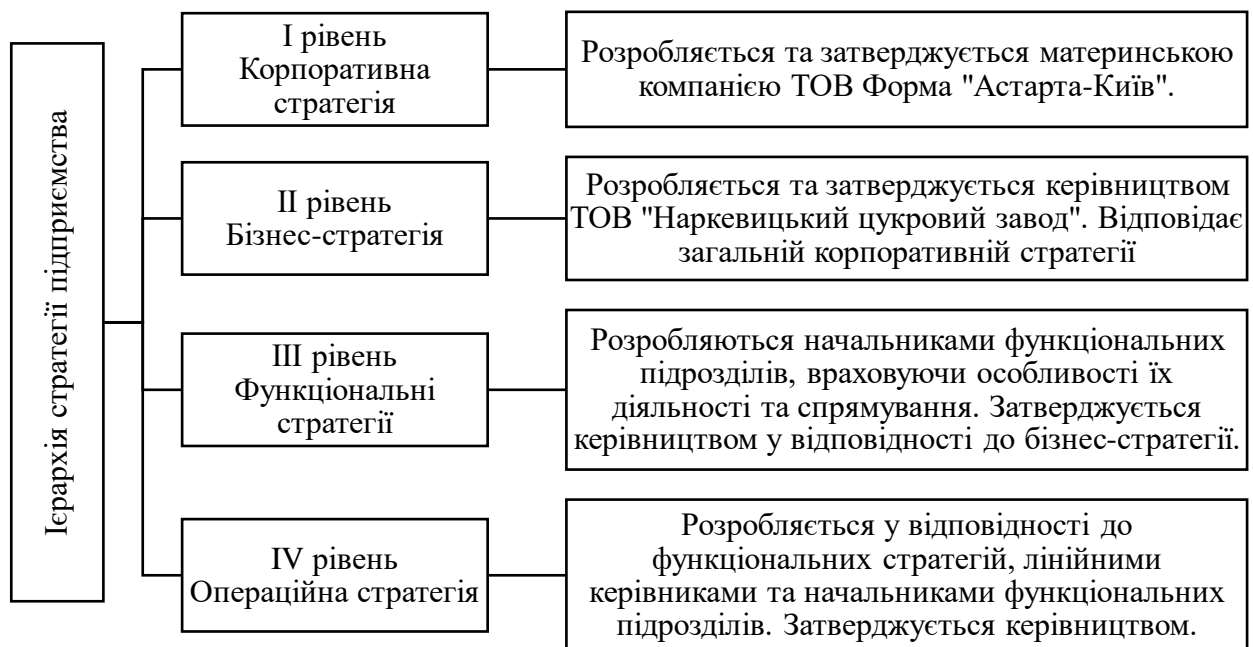 Ієрархія стратегії підприємства
І рівень
Корпоративна
стратегія
Розробляється та затверджується материнською
компанією ТОВ Форма "Астарта-Київ".
ІІ рівень
Бізнес-стратегія
Розробляється та затверджується керівництвом
ТОВ "Наркевицький цукровий завод". Відповідає
загальній корпоративній стратегії
ІІІ рівень
Функціональні
стратегії
Розробляються начальниками функціональних
підрозділів, враховуючи особливості їх
діяльності та спрямування. Затверджується
керівництвом у відповідності до бізнес-стратегії.
IV рівень
Операційна стратегія
Розробляється у відповідності до
функціональних стратегій, лінійними
керівниками та начальниками функціональних
підрозділів. Затверджується керівництвом.